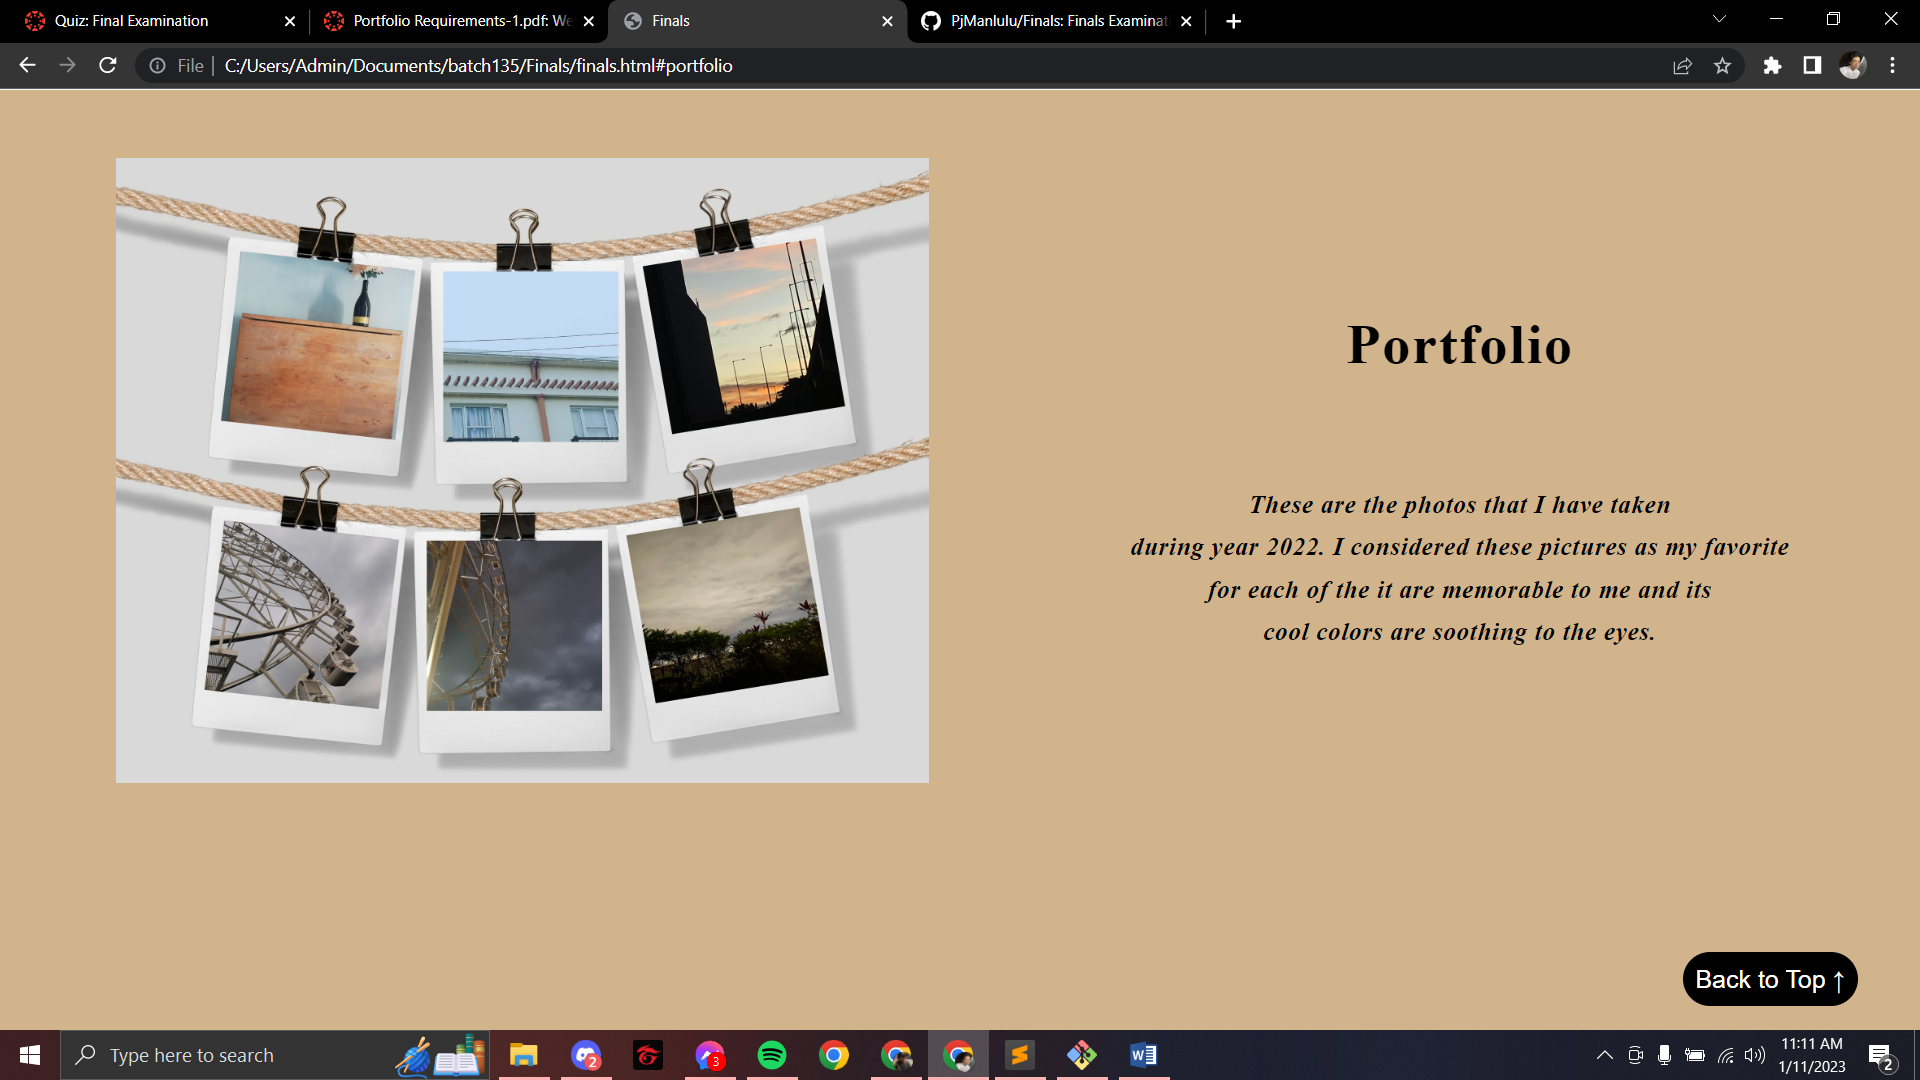 Quiz: Final Examination
Portfolio Requirements-1.pdf: We
Finals
PjManlulu/Finals: Finals Examinat
File
C:/Users/Admin/Documents/batch135/Finals/finals.html#portfolio
Portfolio
These are the photos that I have taken
during year 2022. I considered these pictures as my favorite
for each of the it are memorable to me and its
cool colors are soothing to the eyes.
Back to Top ↑
Type here to search
2
3
11:11 AM
1/11/2023
2